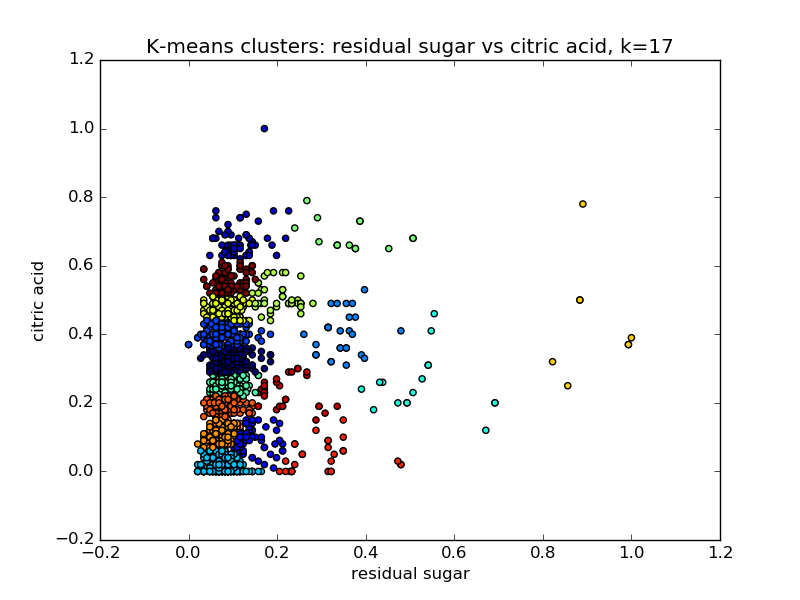 K-means clusters: residual sugar vs citric acid, k=17
1.2
1.0
0.8
0.6
0.4
0.2
0.0
−0.2
citric acid
−0.2 0.0 0.2 0.4 0.6 0.8 1.0 1.2
residual sugar